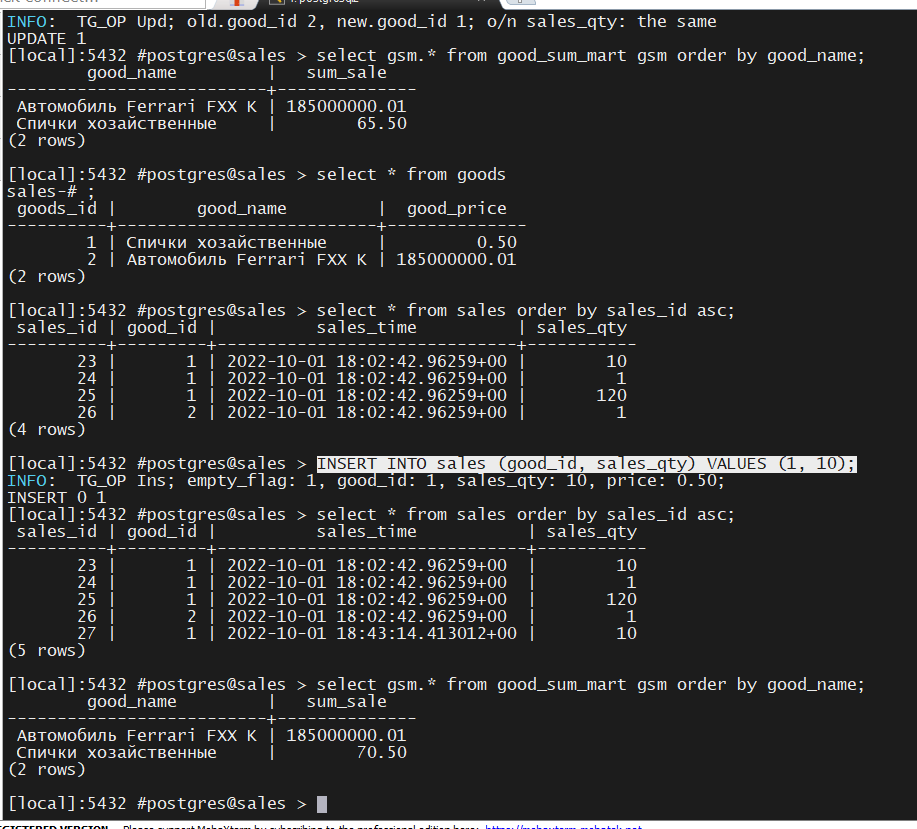 INFO:  TG_OP Upd; old.good_id 2, new.good_id 1; o/n sales_qty: the same
UPDATE 1
[local]:5432 #postgres@sales > select gsm.* from good_sum_mart gsm order by good_name;
        good_name         |   sum_sale
--------------------------+--------------
 Автомобиль Ferrari FXX K | 185000000.01
 Спички хозайственные     |        65.50
(2 rows)
[local]:5432 #postgres@sales > select * from goods
sales-# ;
 goods_id |        good_name         |  good_price
----------+--------------------------+--------------
        1 | Спички хозайственные     |         0.50
        2 | Автомобиль Ferrari FXX K | 185000000.01
(2 rows)
[local]:5432 #postgres@sales > select * from sales order by sales_id asc;
 sales_id | good_id |          sales_time          | sales_qty
----------+---------+------------------------------+-----------
       23 |       1 | 2022-10-01 18:02:42.96259+00 |        10
       24 |       1 | 2022-10-01 18:02:42.96259+00 |         1
       25 |       1 | 2022-10-01 18:02:42.96259+00 |       120
       26 |       2 | 2022-10-01 18:02:42.96259+00 |         1
(4 rows)
[local]:5432 #postgres@sales > INSERT INTO sales (good_id, sales_qty) VALUES (1, 10);
INFO:  TG_OP Ins; empty_flag: 1, good_id: 1, sales_qty: 10, price: 0.50;
INSERT 0 1
[local]:5432 #postgres@sales > select * from sales order by sales_id asc;
 sales_id | good_id |          sales_time           | sales_qty
----------+---------+-------------------------------+-----------
       23 |       1 | 2022-10-01 18:02:42.96259+00  |        10
       24 |       1 | 2022-10-01 18:02:42.96259+00  |         1
       25 |       1 | 2022-10-01 18:02:42.96259+00  |       120
       26 |       2 | 2022-10-01 18:02:42.96259+00  |         1
       27 |       1 | 2022-10-01 18:43:14.413012+00 |        10
(5 rows)
[local]:5432 #postgres@sales > select gsm.* from good_sum_mart gsm order by good_name;
        good_name         |   sum_sale
--------------------------+--------------
 Автомобиль Ferrari FXX K | 185000000.01
 Спички хозайственные     |        70.50
(2 rows)
[local]:5432 #postgres@sales >